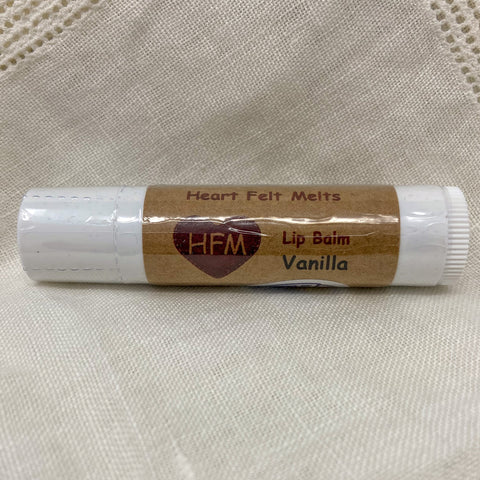 Heart Felt Melts
HFM
Lip Balm
Vanilla